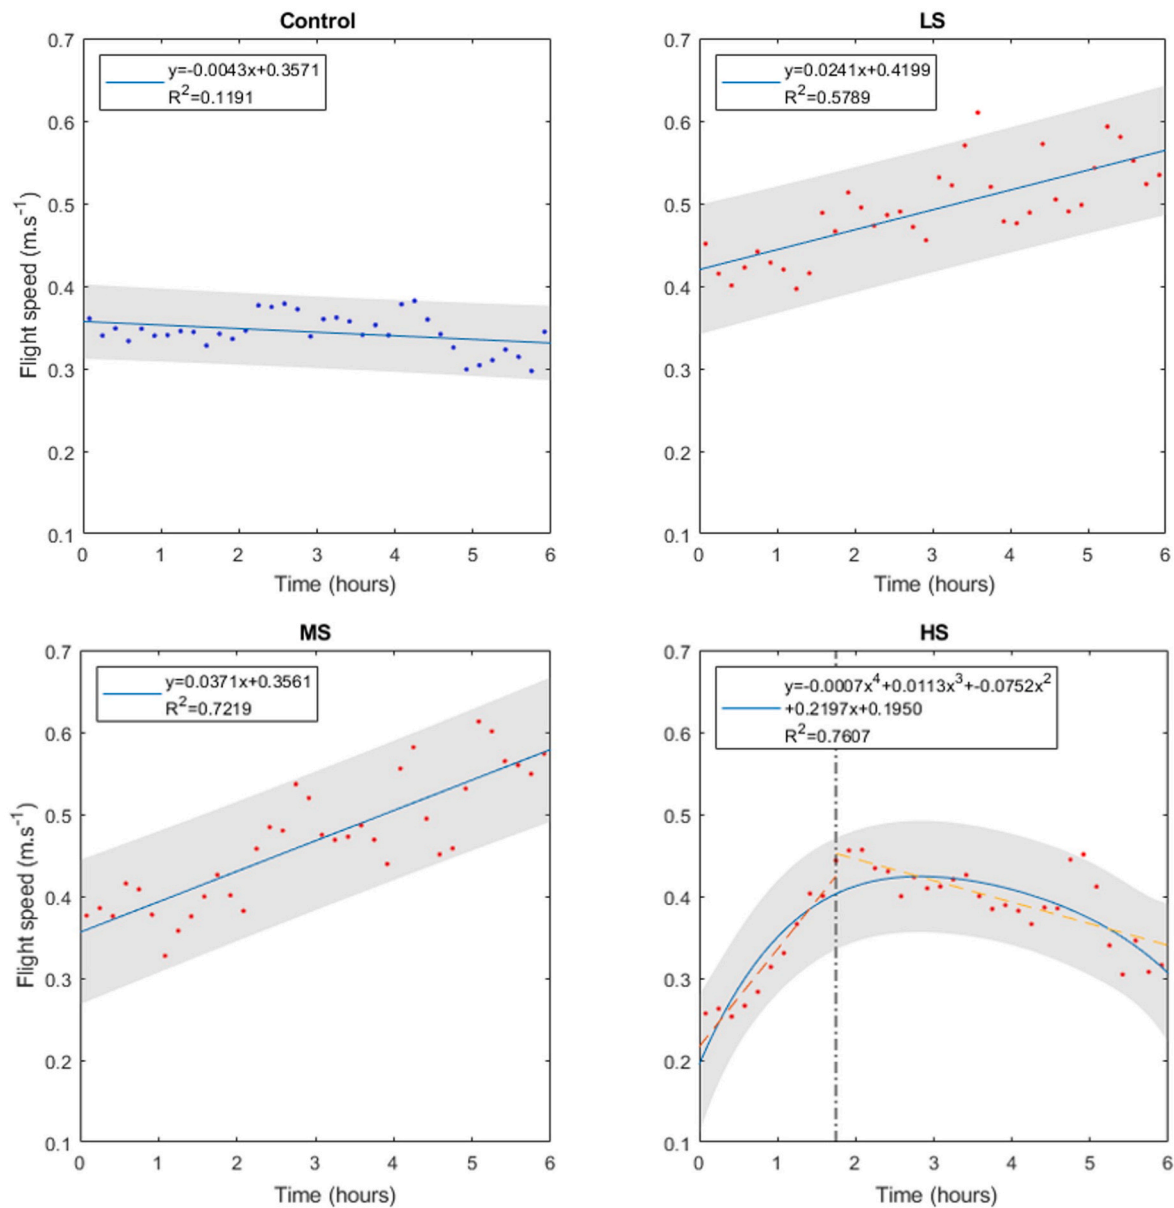 Control
y=-0.0043x+0.3571
R²=0.1191
Flight speed (m.s⁻¹)
0.7
0.6
0.5
0.4
0.3
0.2
0.1
0 1 2 3 4 5 6
Time (hours)
LS
y=0.0241x+0.4199
R²=0.5789
0.7
0.6
0.5
0.4
0.3
0.2
0.1
0 1 2 3 4 5 6
Time (hours)
MS
y=0.0371x+0.3561
R²=0.7219
Flight speed (m.s⁻¹)
0.7
0.6
0.5
0.4
0.3
0.2
0.1
0 1 2 3 4 5 6
Time (hours)
HS
y=-0.0007x⁴+0.0113x³+-0.0752x²
+0.2197x+0.1950
R²=0.7607
0.7
0.6
0.5
0.4
0.3
0.2
0.1
0 1 2 3 4 5 6
Time (hours)